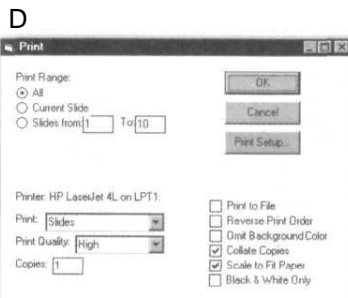 D
Print
Print Range:
All
Current Slide
Slides from: 1 To: 10
OK
Cancel
Print Setup...
Printer: HP LaserJet 4L on LPT1:
Print: Slides
Print Quality: High
Copies: 1
Print to File
Reverse Print Order
Omit Background Color
Collate Copies
Scale to Fit Paper
Black & White Only